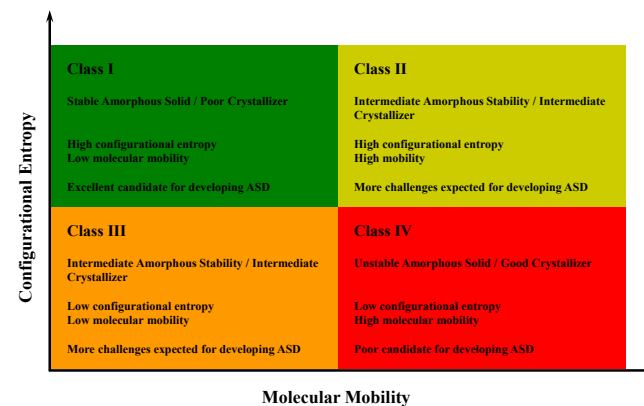 Class I
Stable Amorphous Solid / Poor Crystallizer
High configurational entropy
Low molecular mobility
Excellent candidate for developing ASD
Class II
Intermediate Amorphous Stability / Intermediate
Crystallizer
High configurational entropy
High mobility
More challenges expected for developing ASD
Class III
Intermediate Amorphous Stability / Intermediate
Crystallizer
Low configurational entropy
Low molecular mobility
More challenges expected for developing ASD
Class IV
Unstable Amorphous Solid / Good Crystallizer
Low configurational entropy
High molecular mobility
Poor candidate for developing ASD
Configurational Entropy
Molecular Mobility